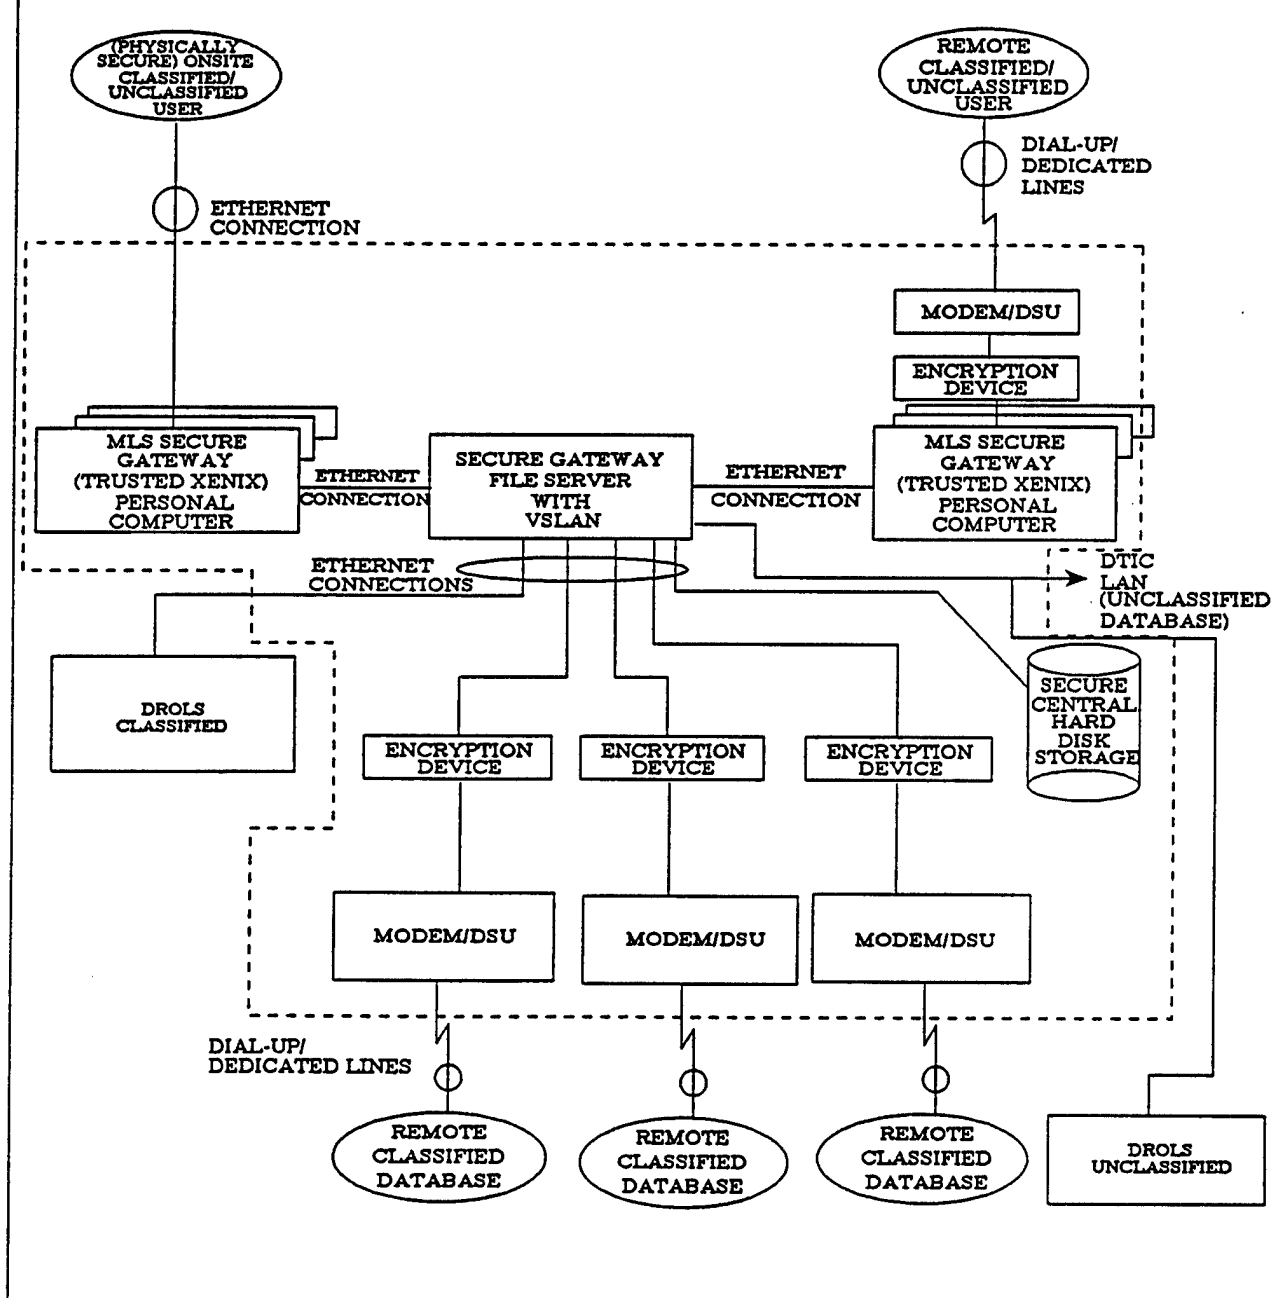 (PHYSICALLY
SECURE) ONSITE
CLASSIFIED/
UNCLASSIFIED
USER
REMOTE
CLASSIFIED/
UNCLASSIFIED
USER
DIAL-UP/
DEDICATED
LINES
ETHERNET
CONNECTION
MODEM/DSU
ENCRYPTION
DEVICE
MLS SECURE
GATEWAY
(TRUSTED XENIX)
PERSONAL
COMPUTER
ETHERNET
CONNECTION
SECURE GATEWAY
FILE SERVER
WITH
VSLAN
ETHERNET
CONNECTION
MLS SECURE
GATEWAY
(TRUSTED XENIX)
PERSONAL
COMPUTER
ETHERNET
CONNECTIONS
DTIC
LAN
(UNCLASSIFIED
DATABASE)
DROLS
CLASSIFIED
SECURE
CENTRAL
HARD
DISK
STORAGE
ENCRYPTION
DEVICE
ENCRYPTION
DEVICE
ENCRYPTION
DEVICE
MODEM/DSU
MODEM/DSU
MODEM/DSU
DIAL-UP/
DEDICATED LINES
REMOTE
CLASSIFIED
DATABASE
REMOTE
CLASSIFIED
DATABASE
REMOTE
CLASSIFIED
DATABASE
DROLS
UNCLASSIFIED